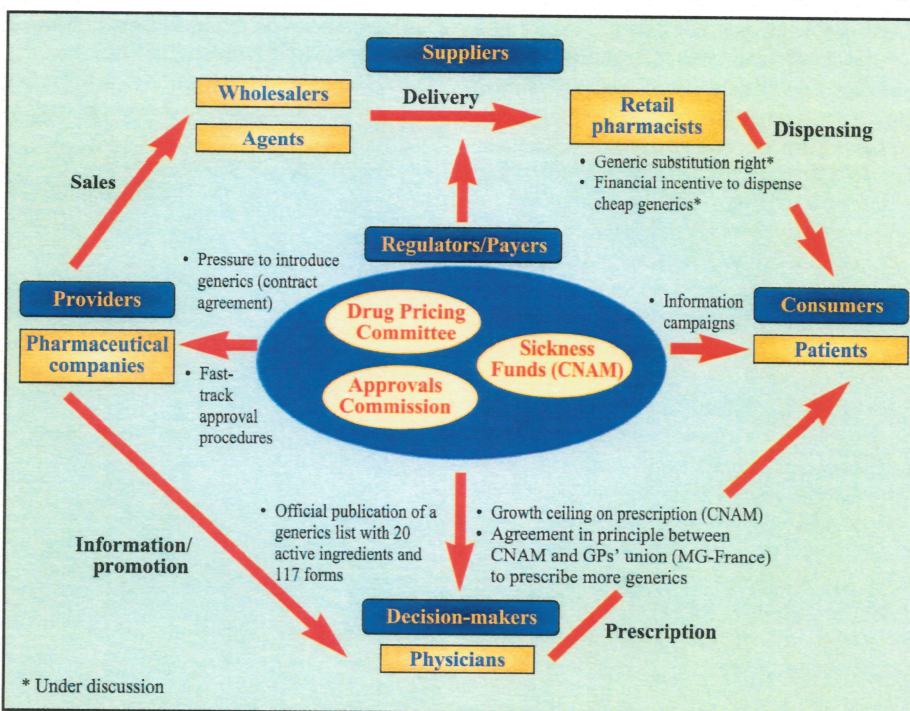 Suppliers
Wholesalers
Agents
Delivery
Retail
pharmacists
Dispensing
• Generic substitution right*
• Financial incentive to dispense
cheap generics*
Sales
Regulators/Payers
• Pressure to introduce
generics (contract
agreement)
Providers
Pharmaceutical
companies
• Fast-
track
approval
procedures
Drug Pricing
Committee
Approvals
Commission
Sickness
Funds (CNAM)
• Information
campaigns
Consumers
Patients
• Official publication of a
generics list with 20
active ingredients and
117 forms
• Growth ceiling on prescription (CNAM)
• Agreement in principle between
CNAM and GPs' union (MG-France)
to prescribe more generics
Information/
promotion
Decision-makers
Physicians
Prescription
* Under discussion